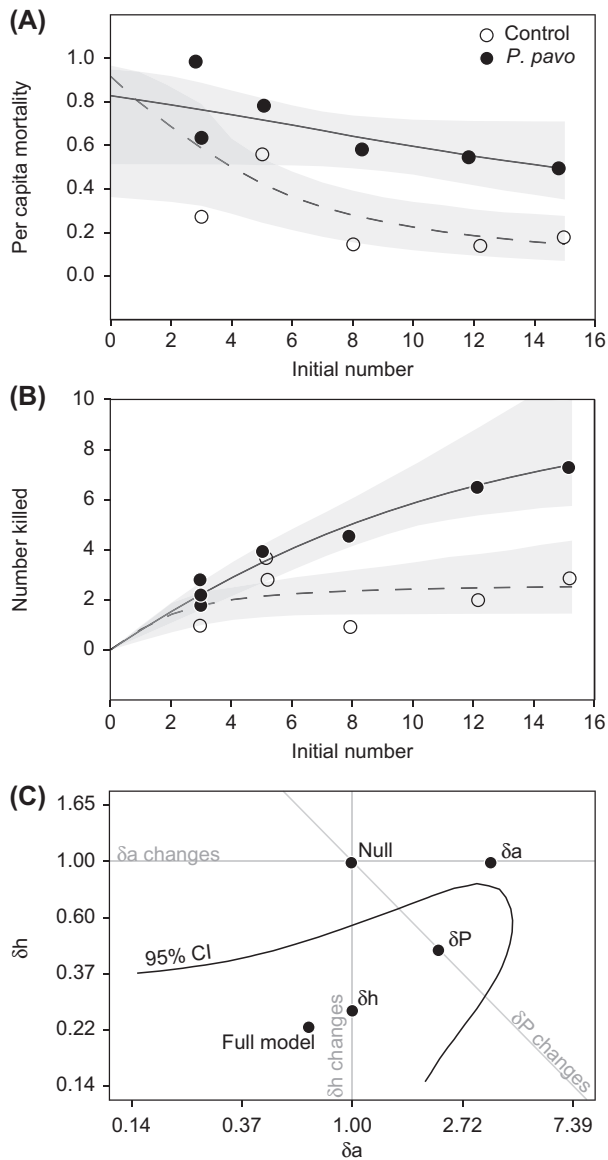 (A)
Control
P. pavo
Per capita mortality
1.0
0.8
0.6
0.4
0.2
0.0
0 2 4 6 8 10 12 14 16
Initial number
(B)
Number killed
10
8
6
4
2
0
0 2 4 6 8 10 12 14 16
Initial number
(C)
δh
1.65
1.00
0.60
0.37
0.22
0.14
δa changes
Null
δa
95% CI
δP
δh
Full model
δh changes
δP changes
0.14 0.37 1.00 2.72 7.39
δa